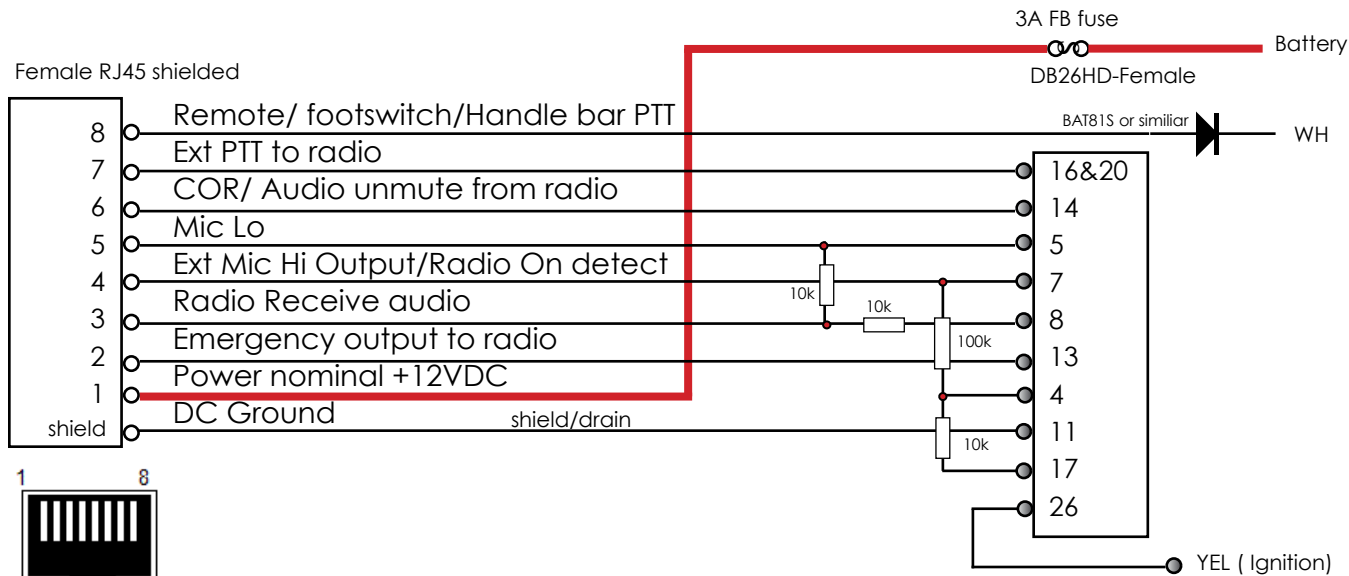 3A FB fuse
Battery
Female RJ45 shielded
DB26HD-Female
8 Remote/ footswitch/Handle bar PTT
BAT81S or similiar
WH
7 Ext PTT to radio
16&20
6 COR/ Audio unmute from radio
14
5 Mic Lo
5
4 Ext Mic Hi Output/Radio On detect
7
10k
3 Radio Receive audio
10k
8
2 Emergency output to radio
100k
13
1 Power nominal +12VDC
4
shield DC Ground
shield/drain
10k
11
17
1 8
26
YEL ( Ignition)